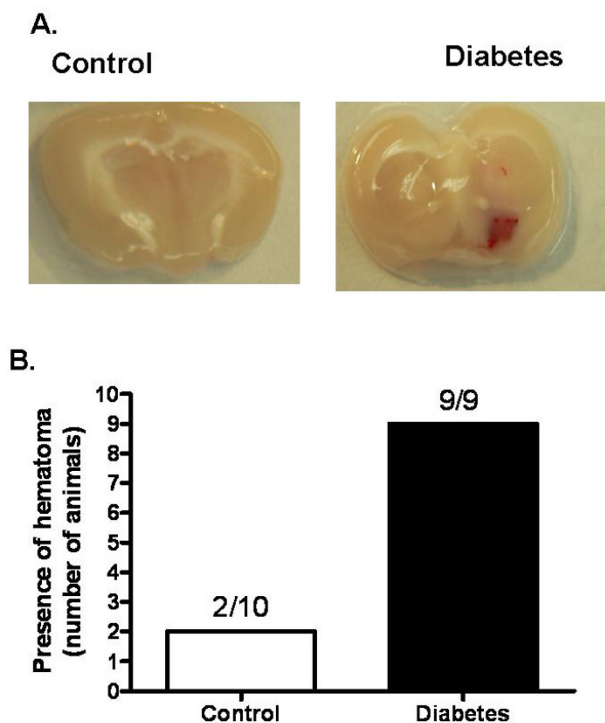 A.
Control
Diabetes
B.
Presence of hematoma
(number of animals)
10
9
8
7
6
5
4
3
2
1
0
2/10
9/9
Control
Diabetes